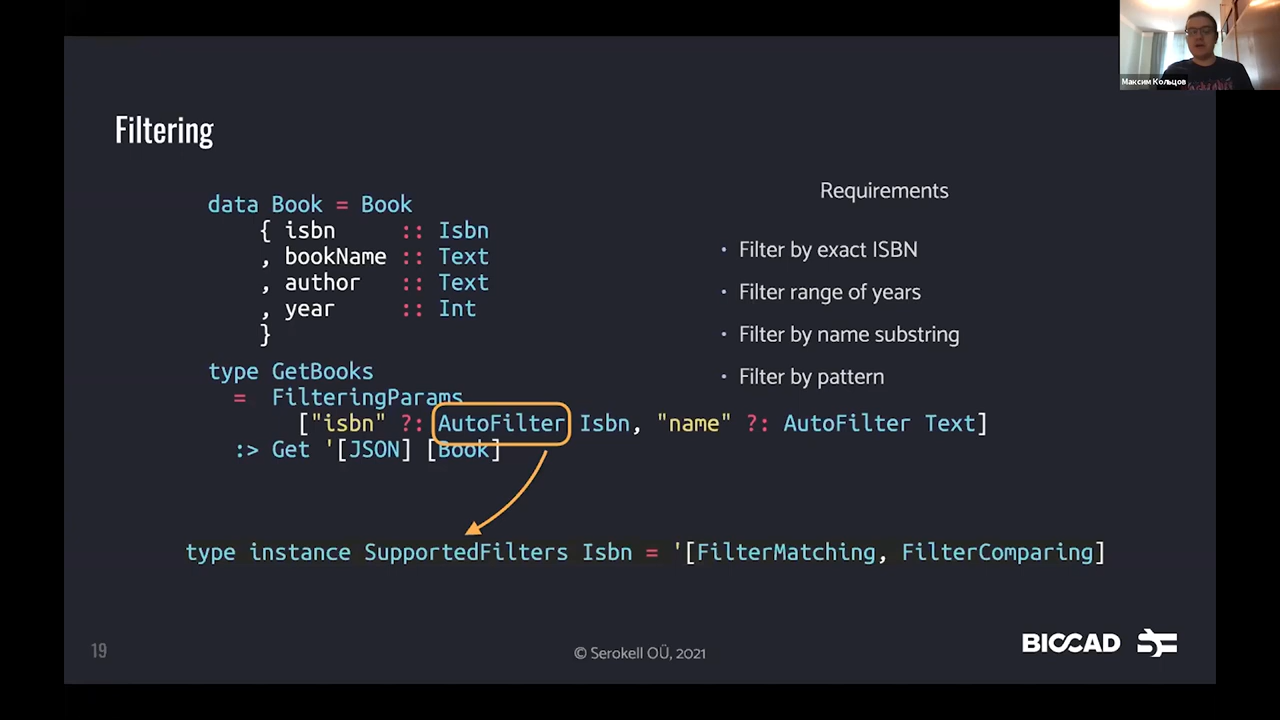 Максим Кольцов
Filtering
data Book = Book
{ isbn :: Isbn
, bookName :: Text
, author :: Text
, year :: Int
}
type GetBooks
= FilteringParams
["isbn" ?: AutoFilter Isbn, "name" ?: AutoFilter Text]
:> Get '[JSON] [Book]
Requirements
· Filter by exact ISBN
· Filter range of years
· Filter by name substring
· Filter by pattern
type instance SupportedFilters Isbn = '[FilterMatching, FilterComparing]
19
© Serokell OÜ, 2021
BIOCAD